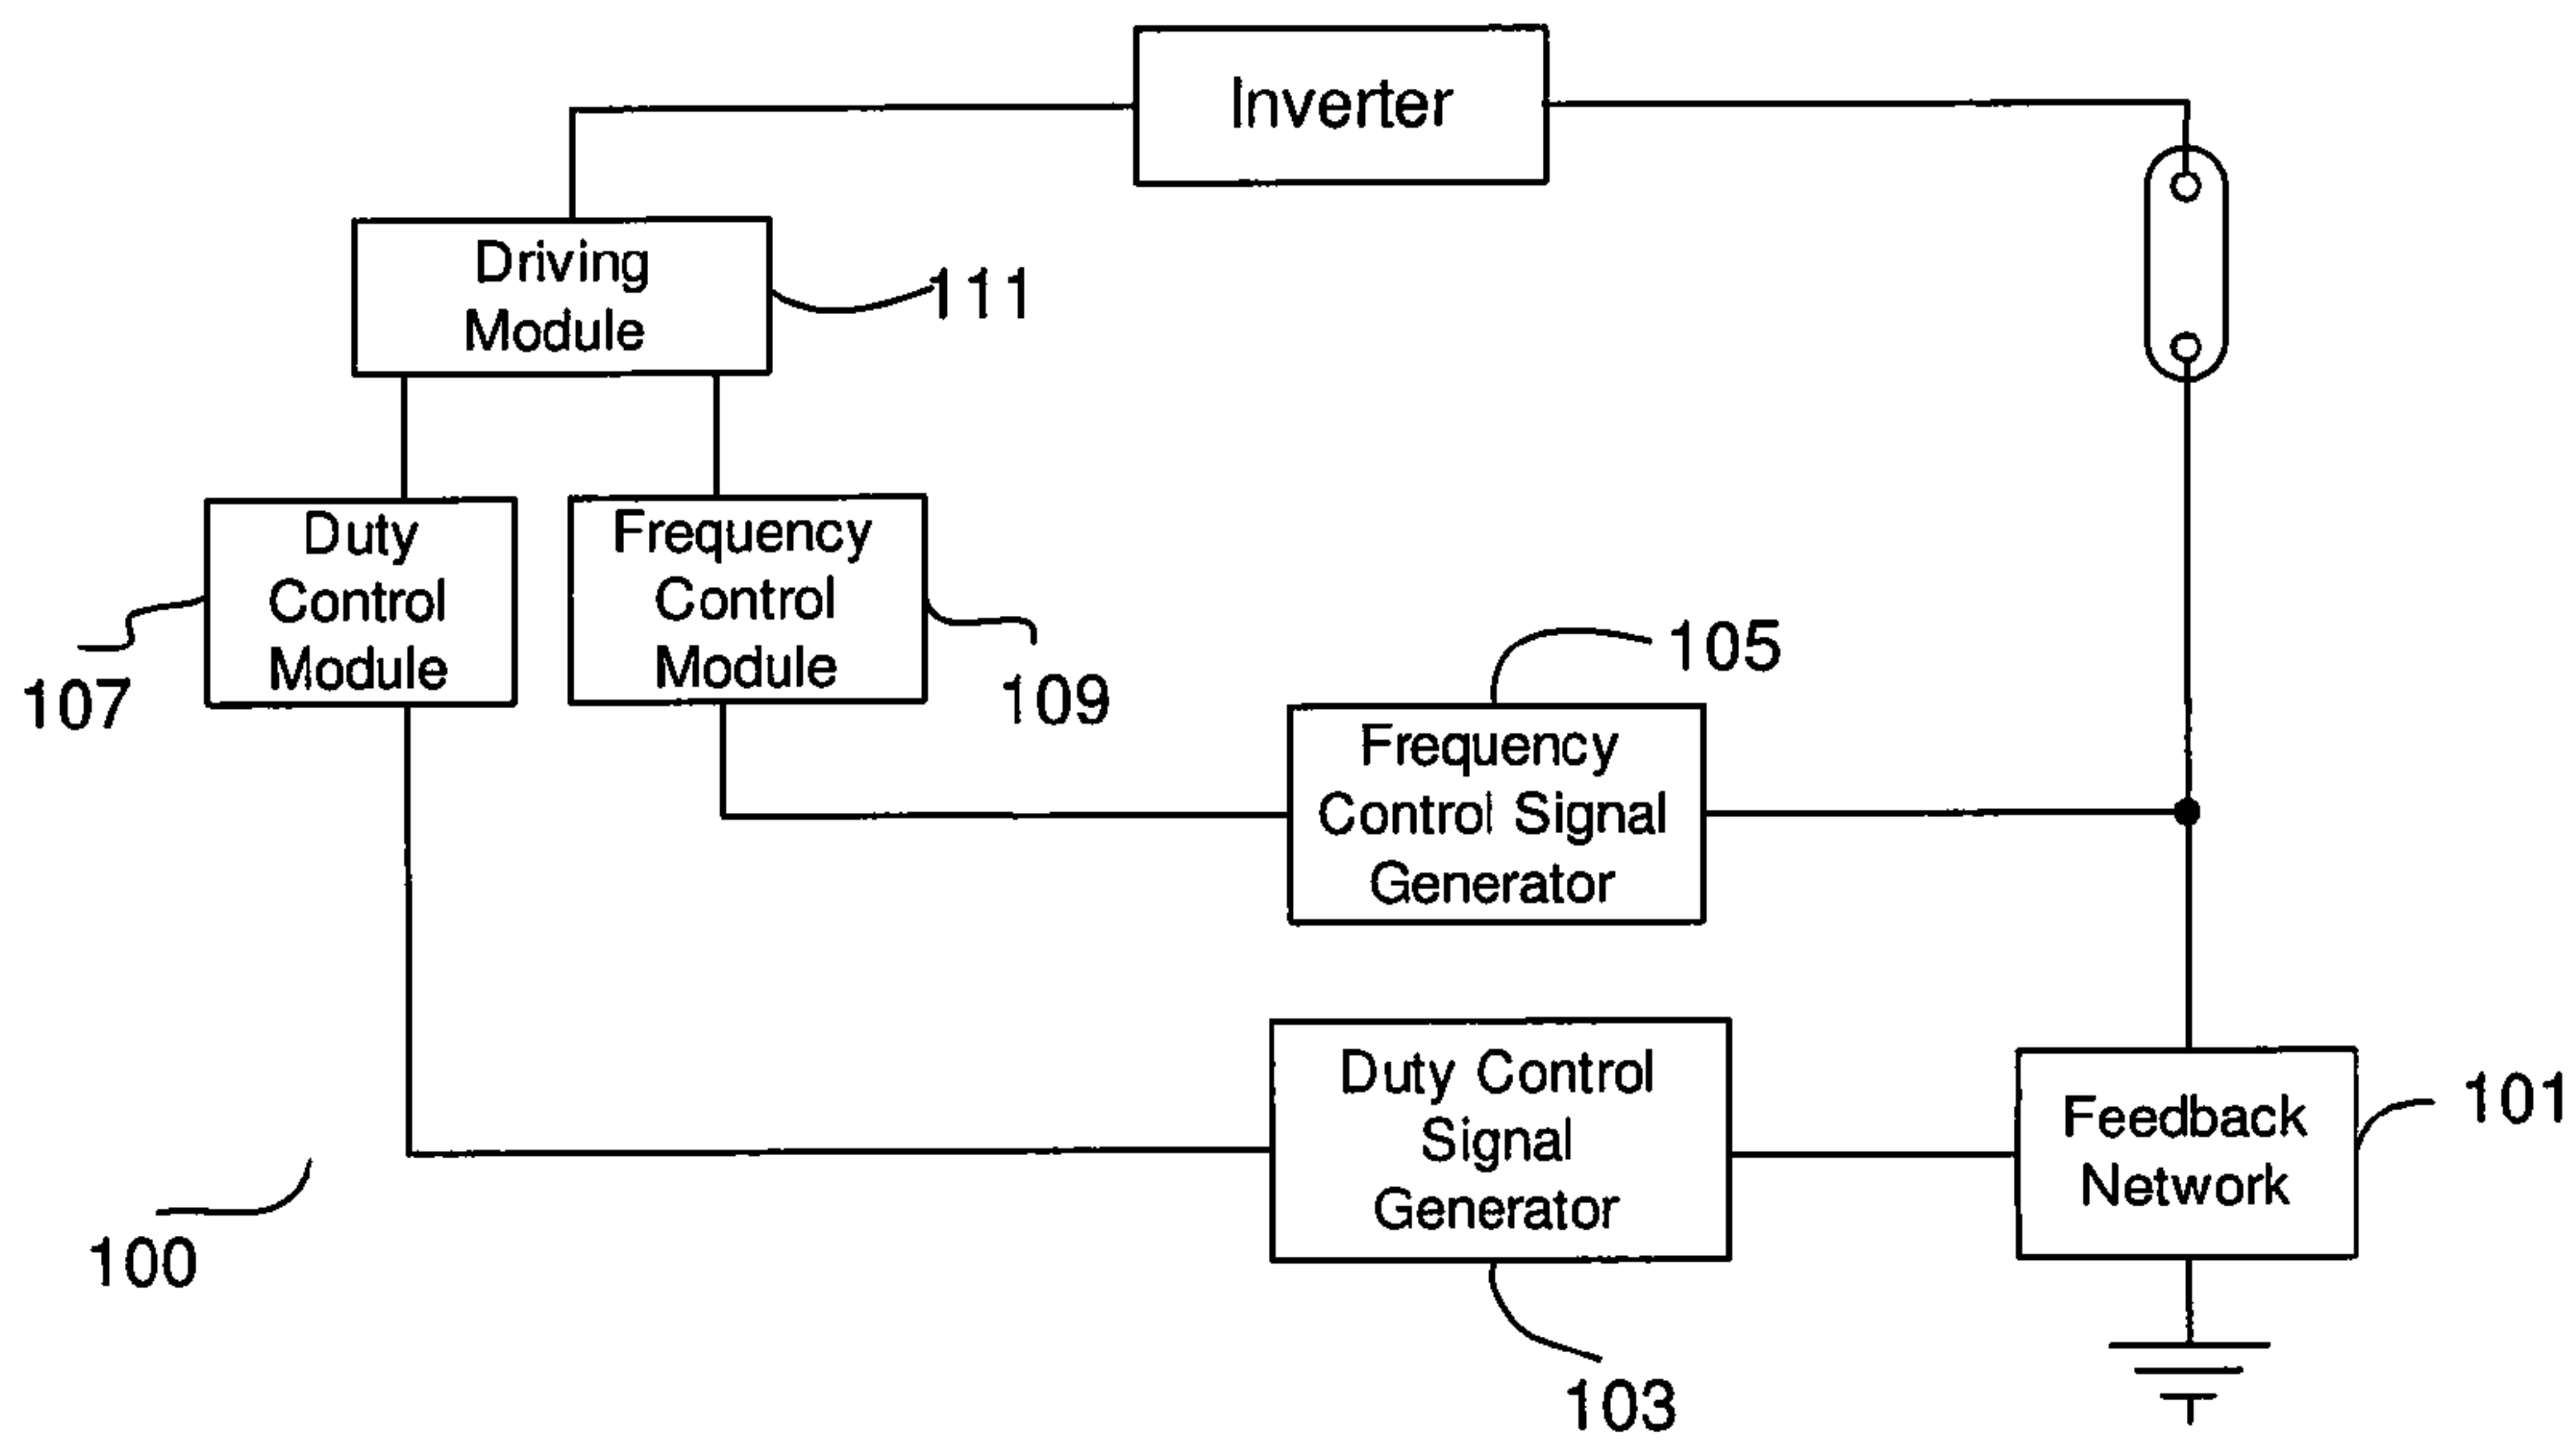 Inverter
Driving
Module
111
Duty
Control
Module
107
Frequency
Control
Module
109
105
Frequency
Control Signal
Generator
Duty Control
Signal
Generator
103
Feedback
Network
101
100